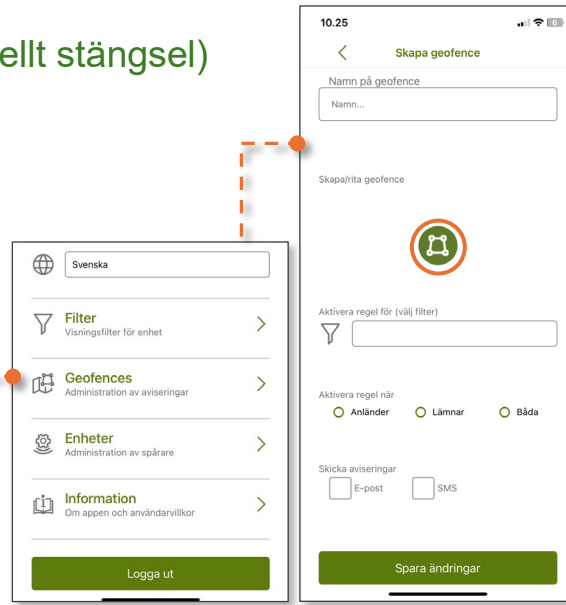 ellt stängsel)
Svenska
Filter
Visningsfilter för enhet
Geofences
Administration av aviseringar
Enheter
Administration av spårare
Information
Om appen och användarvillkor
Logga ut
10.25
6
Skapa geofence
Namn på geofence
Namn...
Skapa/rita geofence
Aktivera regel för (välj filter)
Aktivera regel när
Anländer Lämnar Båda
Skicka aviseringar
E-post SMS
Spara ändringar